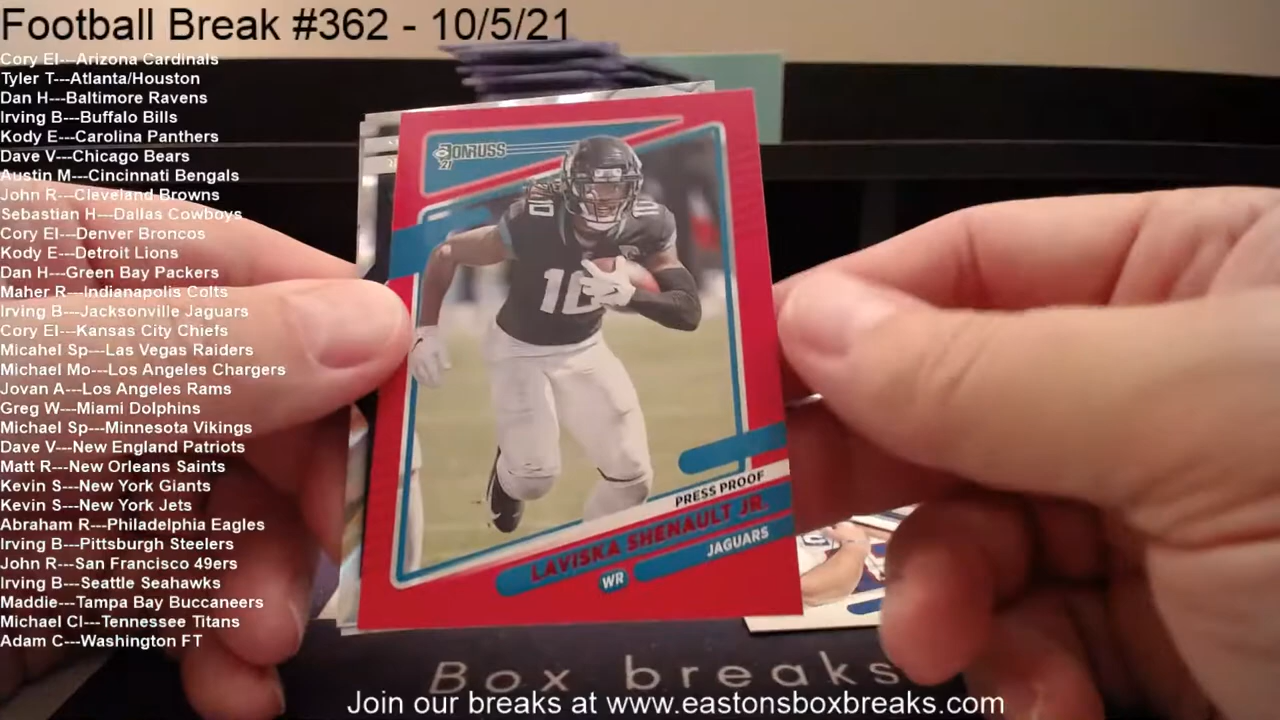 Football Break #362 - 10/5/21
Cory El---Arizona Cardinals
Tyler T---Atlanta/Houston
Dan H---Baltimore Ravens
Irving B---Buffalo Bills
Kody E---Carolina Panthers
Dave V---Chicago Bears
Austin M---Cincinnati Bengals
John R---Cleveland Browns
Sebastian H---Dallas Cowboys
Cory El---Denver Broncos
Kody E---Detroit Lions
Dan H---Green Bay Packers
Maher R---Indianapolis Colts
Irving B---Jacksonville Jaguars
Cory El---Kansas City Chiefs
Micahel Sp---Las Vegas Raiders
Michael Mo---Los Angeles Chargers
Jovan A---Los Angeles Rams
Greg W---Miami Dolphins
Michael Sp---Minnesota Vikings
Dave V---New England Patriots
Matt R---New Orleans Saints
Kevin S---New York Giants
Kevin S---New York Jets
Abraham R---Philadelphia Eagles
Irving B---Pittsburgh Steelers
John R---San Francisco 49ers
Irving B---Seattle Seahawks
Maddie---Tampa Bay Buccaneers
Michael Cl---Tennessee Titans
Adam C---Washington FT
DONRUSS
21
10
10
10
PRESS PROOF
LAVISKA SHENAULT JR.
WR JAGUARS
Box breaks
Join our breaks at www.eastonsboxbreaks.com